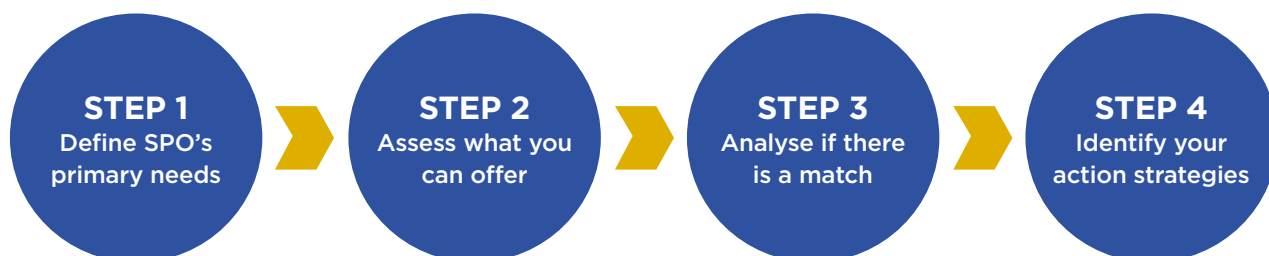 STEP 1
Define SPO's
primary needs
STEP 2
Assess what you
can offer
STEP 3
Analyse if there
is a match
STEP 4
Identify your
action strategies